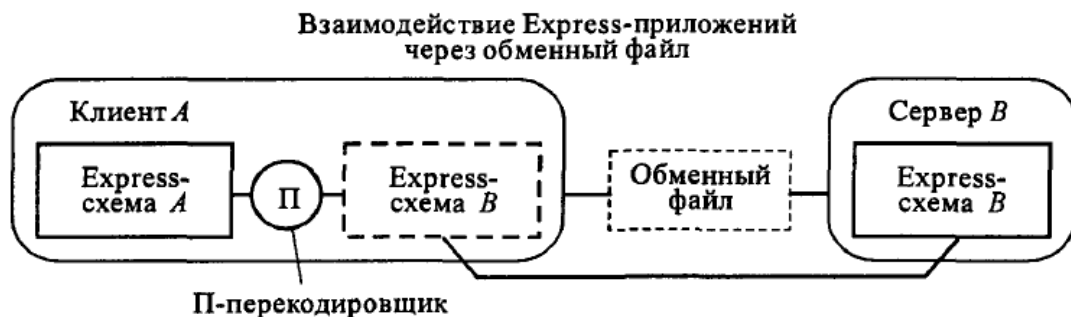 Взаимодействие Express-приложений
через обменный файл
Клиент A
Express-
схема A
П
Express-
схема B
Обменный
файл
Сервер B
Express-
схема B
П-перекодировщик